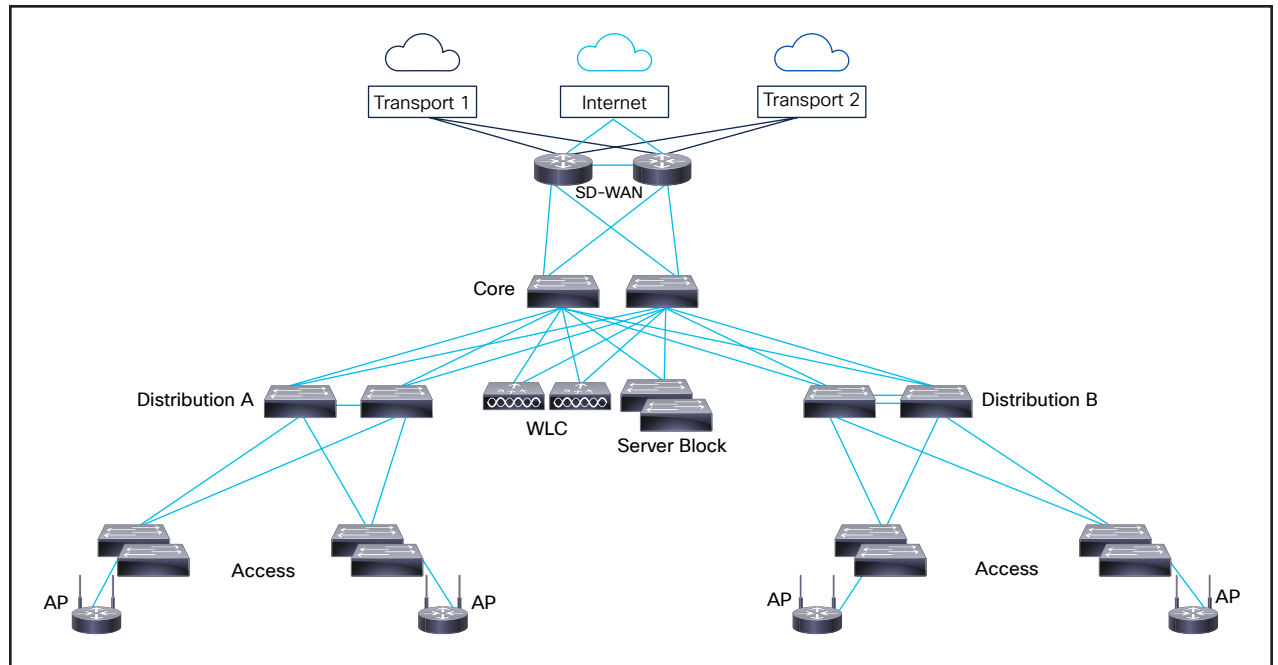 Transport 1
Internet
Transport 2
SD-WAN
Core
Distribution A
WLC
Server Block
Distribution B
Access
Access
AP
AP
AP
AP